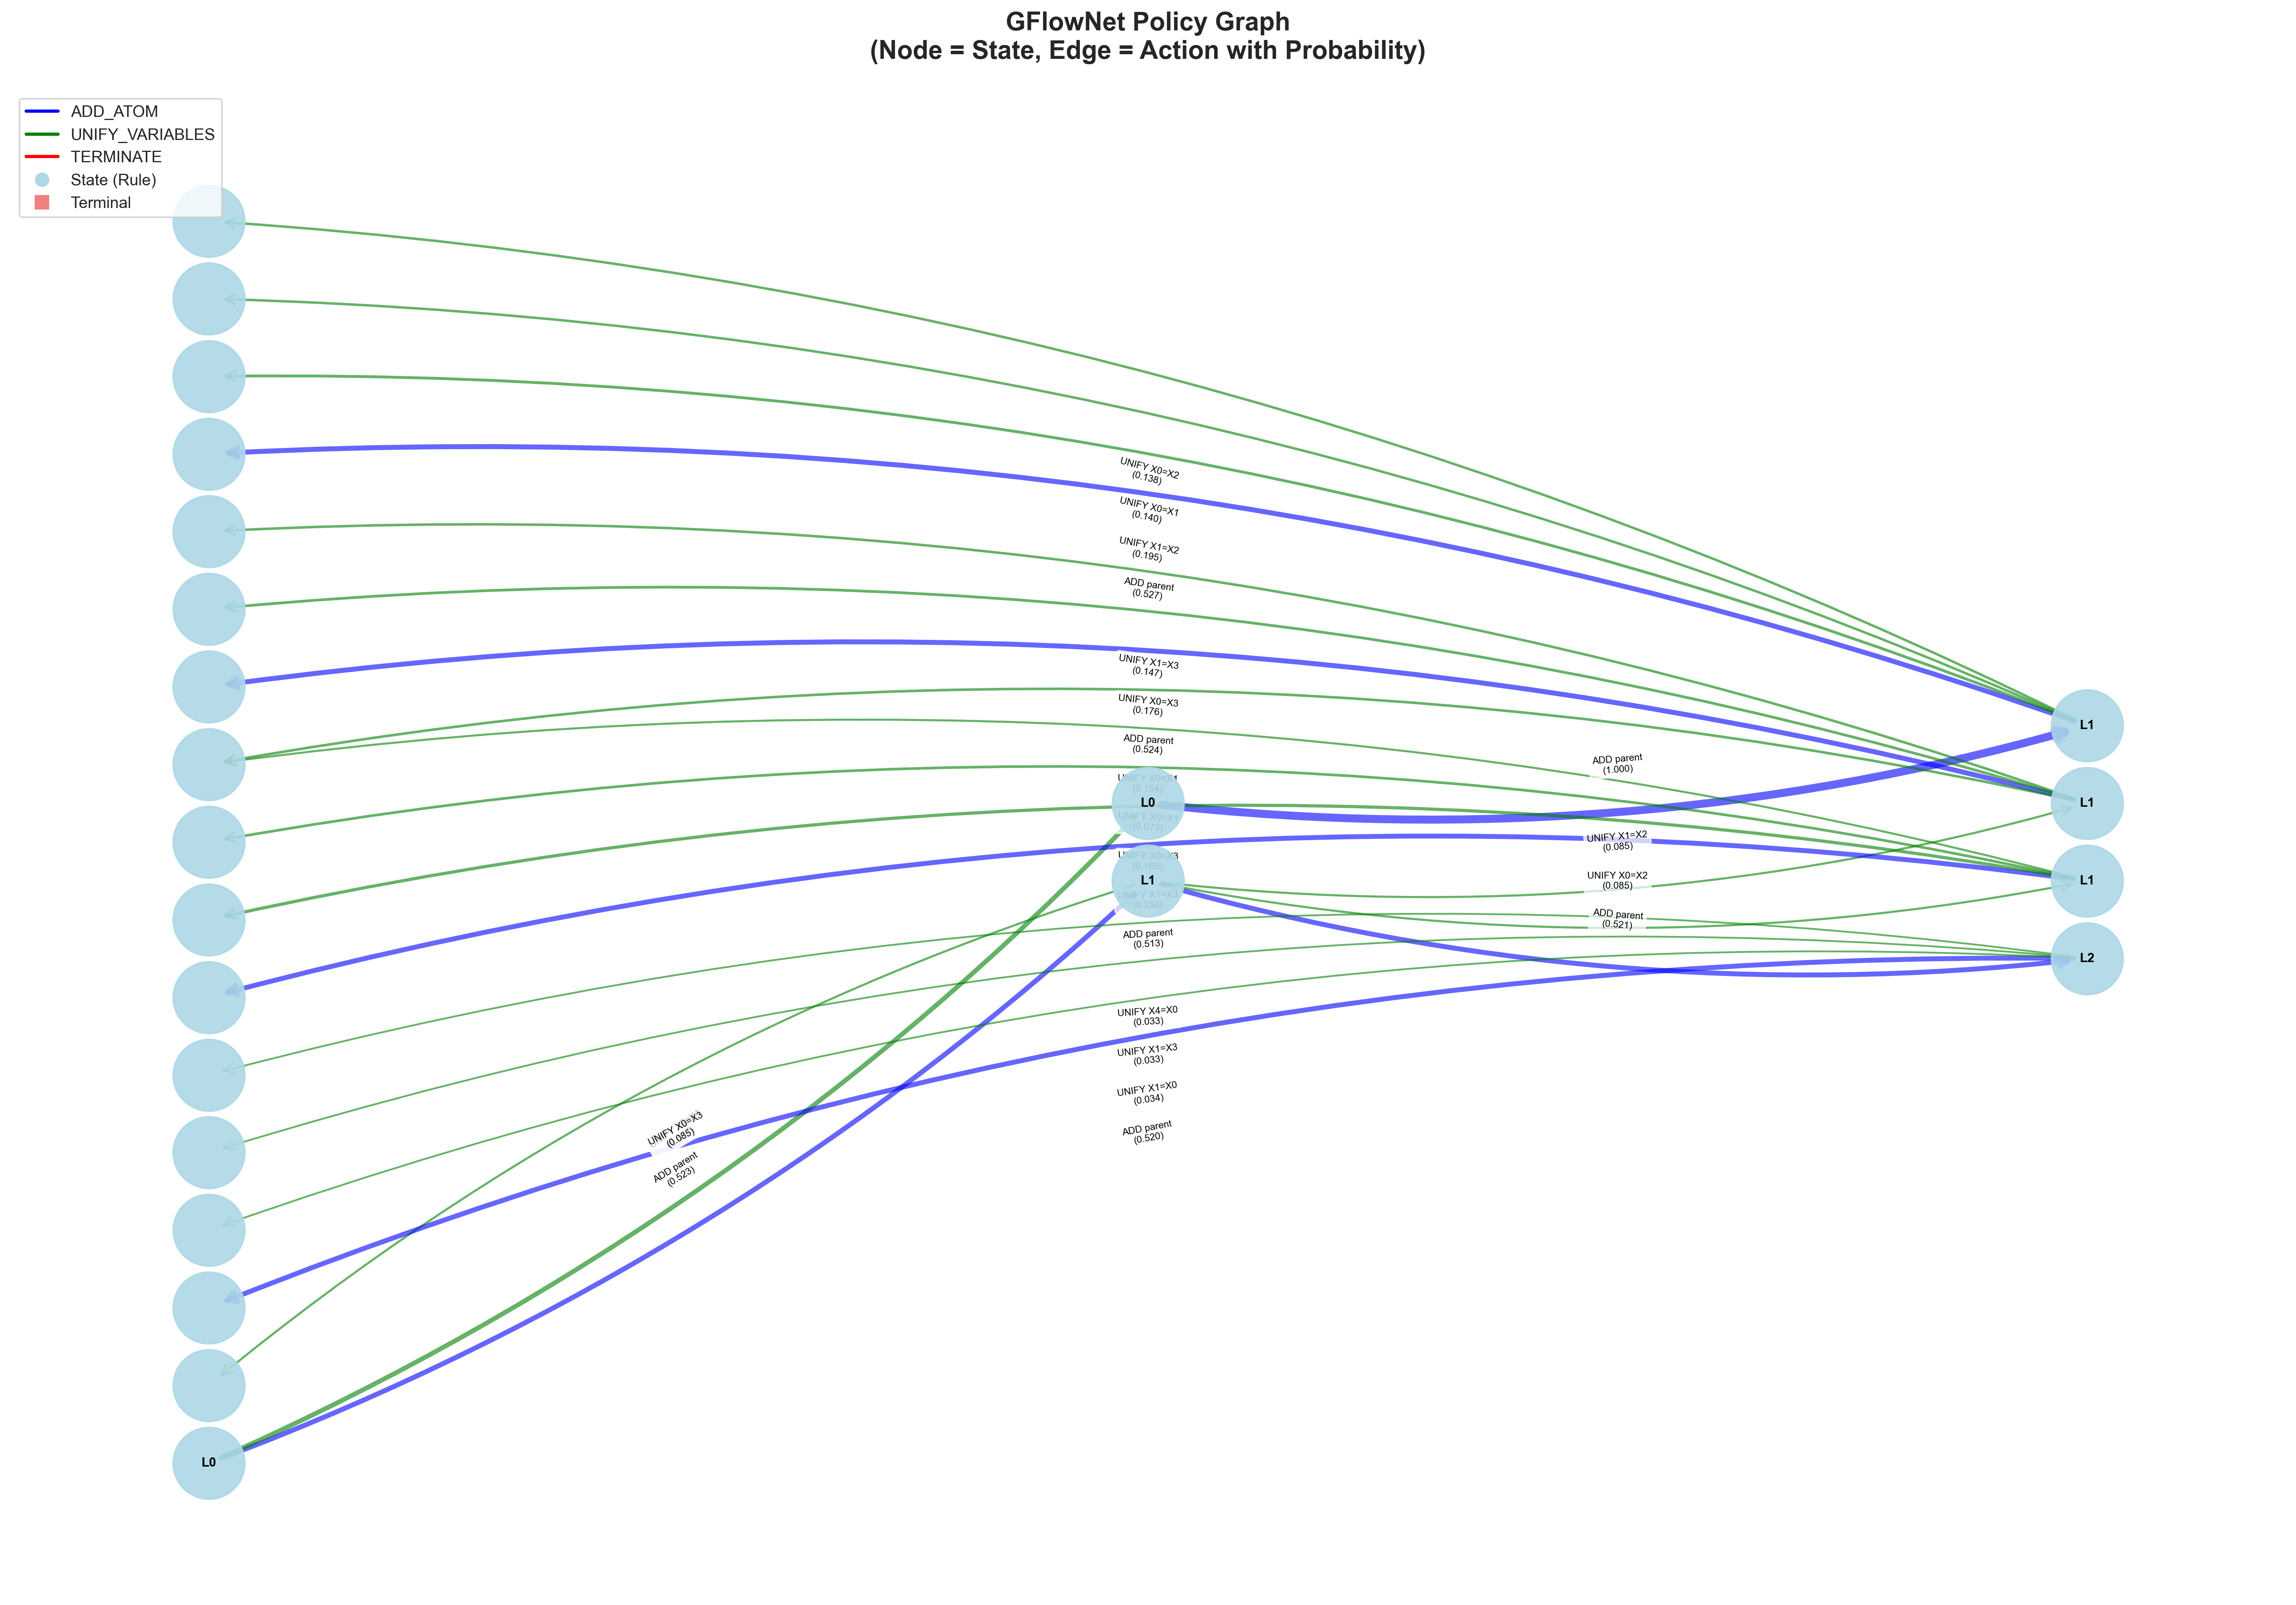 GFlowNet Policy Graph
(Node = State, Edge = Action with Probability)
ADD_ATOM
UNIFY_VARIABLES
TERMINATE
State (Rule)
Terminal
UNIFY X0=X2
(0.138)
UNIFY X0=X1
(0.140)
UNIFY X1=X2
(0.195)
ADD parent
(0.527)
UNIFY X1=X3
(0.147)
UNIFY X0=X3
(0.176)
ADD parent
(0.524)
UNIFY X0=X1
(0.154)
L0
UNIFY X0=X1
(0.073)
UNIFY X0=X3
(0.165)
L1
UNIFY X1=X3
(0.250)
ADD parent
(0.513)
UNIFY X4=X0
(0.033)
UNIFY X1=X3
(0.033)
UNIFY X1=X0
(0.034)
ADD parent
(0.520)
ADD parent
(1.000)
UNIFY X1=X2
(0.085)
UNIFY X0=X2
(0.085)
ADD parent
(0.521)
L1
L1
L1
L2
UNIFY X0=X3
(0.085)
ADD parent
(0.523)
L0